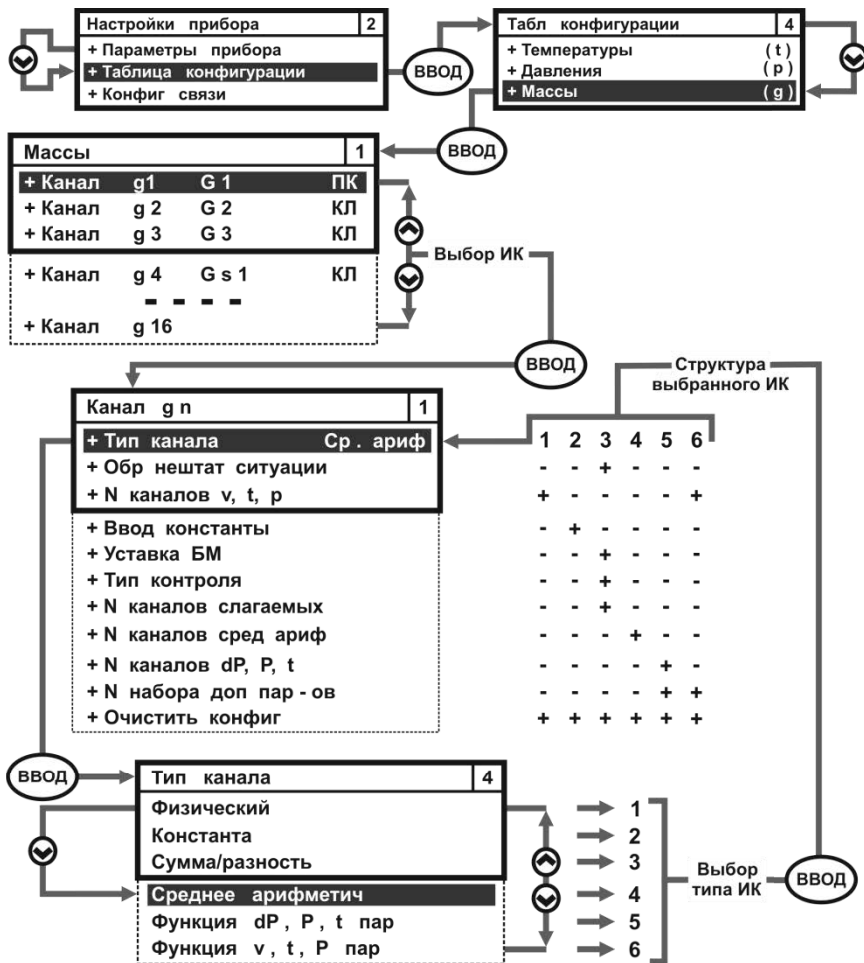 Настройки прибора 2
+ Параметры прибора
+ Таблица конфигурации
+ Конфиг связи
ВВОД
Табл конфигурации 4
+ Температуры ( t )
+ Давления ( p )
+ Массы ( g )
ВВОД
Массы 1
+ Канал g1 G 1 ПК
+ Канал g 2 G 2 КЛ
+ Канал g 3 G 3 КЛ
+ Канал g 4 G s 1 КЛ
- - - -
+ Канал g 16
Выбор ИК
ВВОД
Структура
выбранного ИК
Канал g n 1
+ Тип канала Ср . ариф 1 2 3 4 5 6
+ Обр нештат ситуации - - + - - -
+ N каналов v, t, p + - - - - +
+ Ввод константы - + - - - -
+ Уставка БМ - - + - - -
+ Тип контроля - - + - - -
+ N каналов слагаемых - - + - - -
+ N каналов сред ариф - - - + - -
+ N каналов dP, P, t - - - - + -
+ N набора доп пар - ов - - - - + +
+ Очистить конфиг + + + + + +
ВВОД
Тип канала 4
Физический 1
Константа 2
Сумма/разность 3
Среднее арифметич 4
Функция dP , P , t пар 5
Функция v , t , P пар 6
Выбор
типа ИК
ВВОД